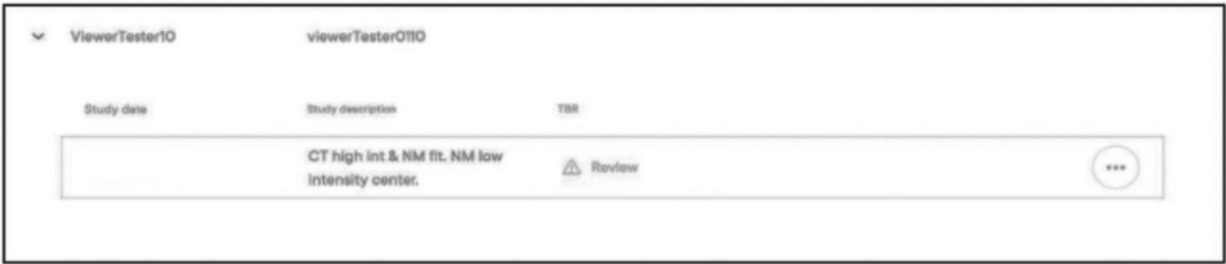 ViewerTester10 viewerTester0110
Study date Study description TBR
CT high int & NM fit. NM low
intensity center.
Review